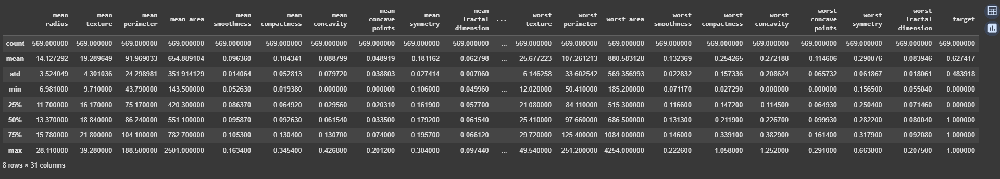 mean radius mean texture mean perimeter mean area mean smoothness mean compactness mean concavity mean concave points mean symmetry mean fractal dimension ... worst texture worst perimeter worst area worst smoothness worst compactness worst concavity worst concave points worst symmetry worst fractal dimension target
count 569.000000 569.000000 569.000000 569.000000 569.000000 569.000000 569.000000 569.000000 569.000000 569.000000 ... 569.000000 569.000000 569.000000 569.000000 569.000000 569.000000 569.000000 569.000000 569.000000 569.000000
mean 14.127292 19.289649 91.969033 654.889104 0.096360 0.104341 0.088799 0.048919 0.181162 0.062798 ... 25.677223 107.261213 880.583128 0.132369 0.254265 0.272188 0.114606 0.290076 0.083946 0.627417
std 3.524049 4.301036 24.298981 351.914129 0.014064 0.052813 0.079720 0.038803 0.027414 0.007060 ... 6.146258 33.602542 569.356993 0.022832 0.157336 0.208624 0.065732 0.061867 0.018061 0.483918
min 6.981000 9.710000 43.790000 143.500000 0.052630 0.019380 0.000000 0.000000 0.106000 0.049960 ... 12.020000 50.410000 185.200000 0.071170 0.027290 0.000000 0.000000 0.156500 0.055040 0.000000
25% 11.700000 16.170000 75.170000 420.300000 0.086370 0.064920 0.029560 0.020310 0.161900 0.057700 ... 21.080000 84.110000 515.300000 0.116600 0.147200 0.114500 0.064930 0.250400 0.071460 0.000000
50% 13.370000 18.840000 86.240000 551.100000 0.095870 0.092630 0.061540 0.033500 0.179200 0.061540 ... 25.410000 97.660000 686.500000 0.131300 0.211900 0.226700 0.099930 0.282200 0.080040 1.000000
75% 15.780000 21.800000 104.100000 782.700000 0.105300 0.130400 0.130700 0.074000 0.195700 0.066120 ... 29.720000 125.400000 1084.000000 0.146000 0.339100 0.382900 0.161400 0.317900 0.092080 1.000000
max 28.110000 39.280000 188.500000 2501.000000 0.163400 0.345400 0.426800 0.201200 0.304000 0.097440 ... 49.540000 251.200000 4254.000000 0.222600 1.058000 1.252000 0.291000 0.663800 0.207500 1.000000
8 rows × 31 columns